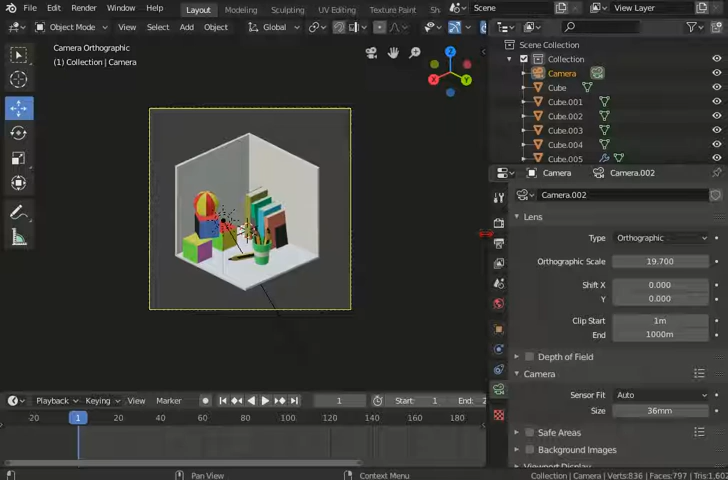 File Edit Render Window Help Layout Modeling Sculpting UV Editing Texture Paint Scene View Layer
Object Mode View Select Add Object Global
Camera Orthographic
(1) Collection | Camera
Z
X
Y
Scene Collection
Collection
Camera
Cube
Cube.001
Cube.002
Cube.003
Cube.004
Cube.005
Camera Camera.002
Camera.002
Lens
Type Orthographic
Orthographic Scale 19.700
Shift X 0.000
Y 0.000
Clip Start 1m
End 1000m
Depth of Field
Camera
Sensor Fit Auto
Size 36mm
Safe Areas
Background Images
Viewport Display
Playback Keying View Marker 1 Start: 1 End:
-20 1 20 40 60 80 100 120 140 160 180
Pan View Context Menu Collection | Camera | Verts:836 | Faces:797 | Tris:1,602